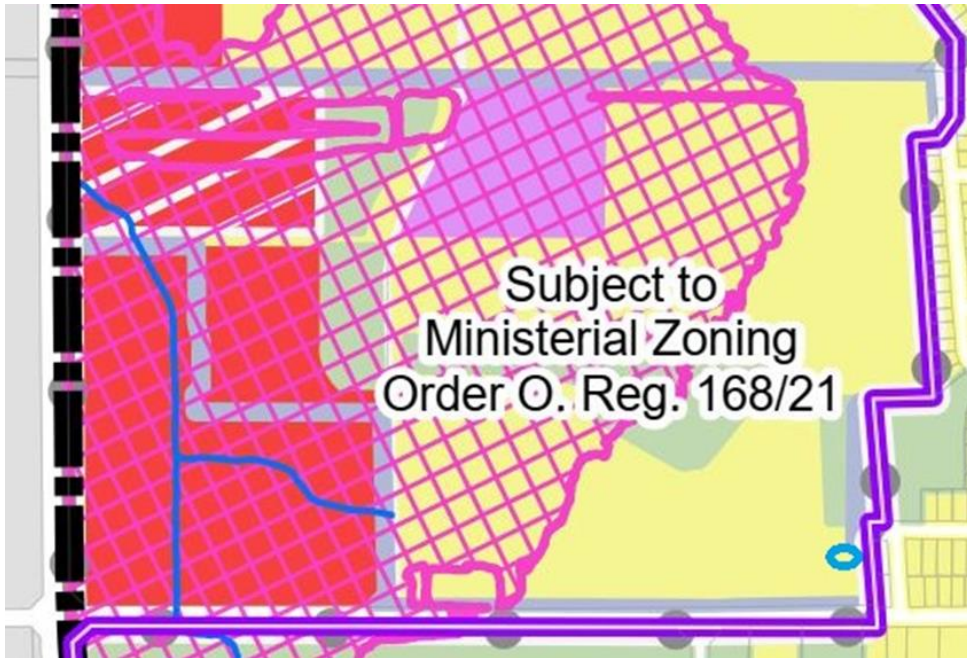 Subject to
Ministerial Zoning
Order O. Reg. 168/21